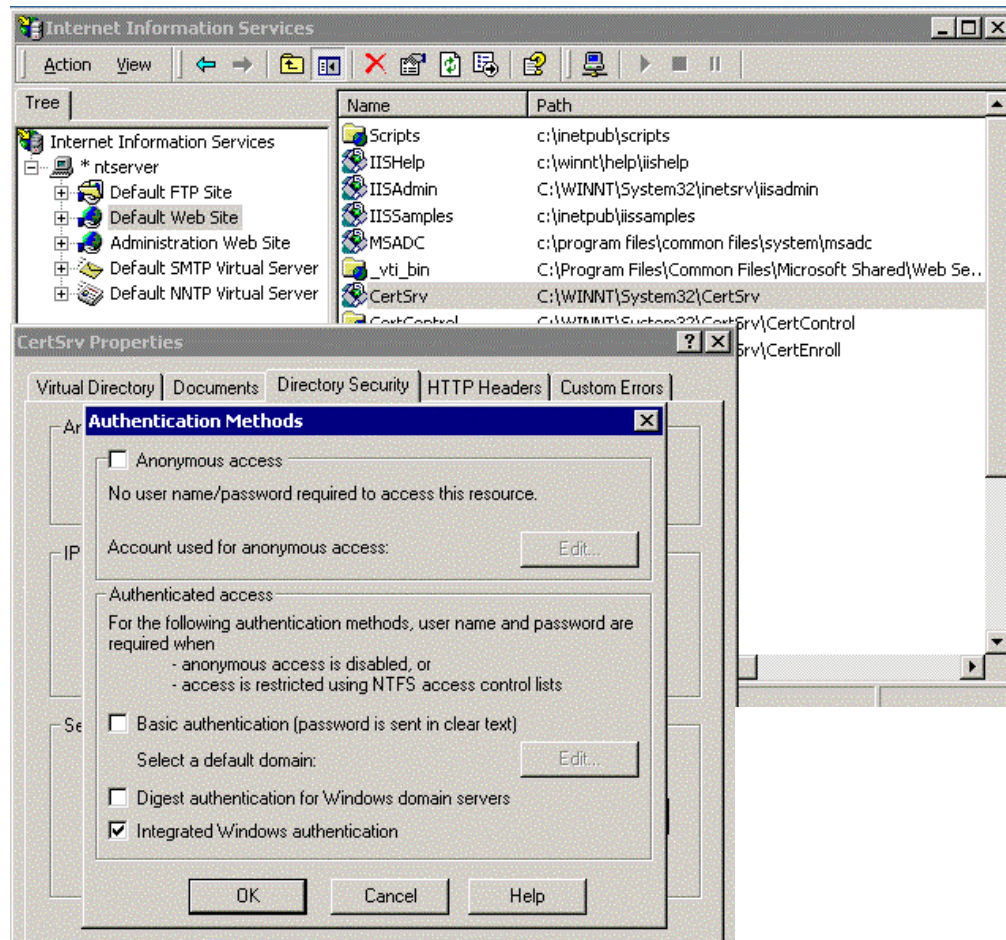 Internet Information Services
Action View
Tree
Name Path
Internet Information Services
* ntserver
Default FTP Site
Default Web Site
Administration Web Site
Default SMTP Virtual Server
Default NNTP Virtual Server
Scripts c:\inetpub\scripts
IISHelp c:\winnt\help\iishelp
IISAdmin C:\WINNT\System32\inetsrv\iisadmin
IISSamples c:\inetpub\iissamples
MSADC c:\program files\common files\system\msadc
_vti_bin C:\Program Files\Common Files\Microsoft Shared\Web Se..
CertSrv C:\WINNT\System32\CertSrv
CertControl C:\WINNT\System32\CertSrv\CertControl
Srv\CertEnroll
CertSrv Properties
Virtual Directory Documents Directory Security HTTP Headers Custom Errors
Ar
IP
Se
Authentication Methods
Anonymous access
No user name/password required to access this resource.
Account used for anonymous access: Edit...
Authenticated access
For the following authentication methods, user name and password are
required when
- anonymous access is disabled, or
- access is restricted using NTFS access control lists
Basic authentication (password is sent in clear text)
Select a default domain: Edit...
Digest authentication for Windows domain servers
Integrated Windows authentication
OK Cancel Help